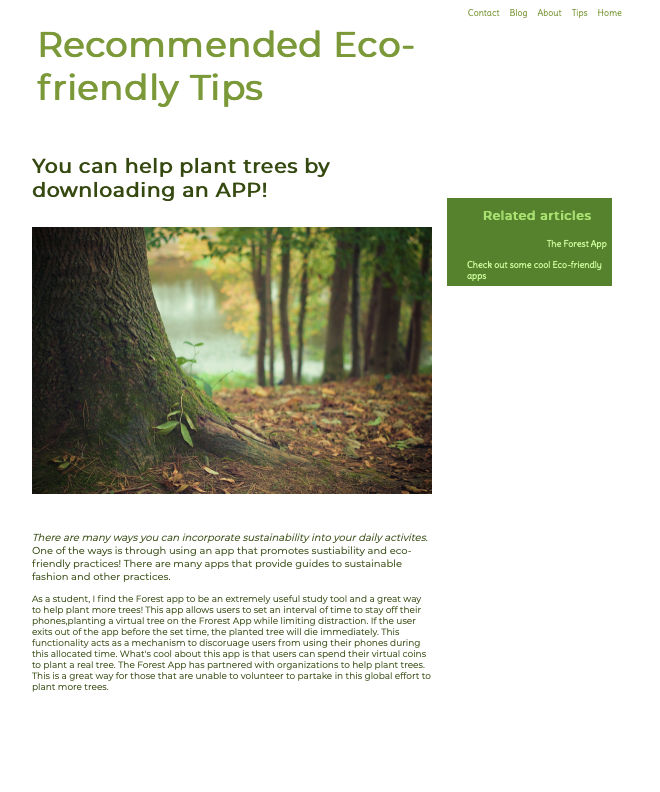 Contact Blog About Tips Home
Recommended Eco-
friendly Tips
You can help plant trees by
downloading an APP!
Related articles
The Forest App
Check out some cool Eco-friendly
apps
There are many ways you can incorporate sustainability into your daily activites.
One of the ways is through using an app that promotes sustiability and eco-
friendly practices! There are many apps that provide guides to sustainable
fashion and other practices.
As a student, I find the Forest app to be an extremely useful study tool and a great way
to help plant more trees! This app allows users to set an interval of time to stay off their
phones,planting a virtual tree on the Frorest App while limiting distraction. If the user
exits out of the app before the set time, the planted tree will die immediately. This
functionality acts as a mechanism to discoruage users from using their phones during
this allocated time. What's cool about this app is that users can spend their virtual coins
to plant a real tree. The Forest App has partnered with organizations to help plant trees.
This is a great way for those that are unable to volunteer to partake in this global effort to
plant more trees.